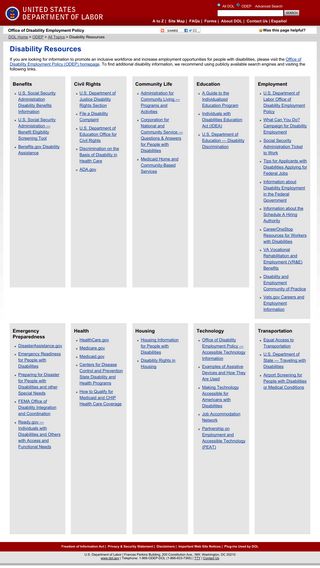 UNITED STATES
DEPARTMENT OF LABOR
All DOL
ODEP
Advanced Search
SEARCH
A to Z | Site Map | FAQs | Forms | About DOL | Contact Us | Español
Office of Disability Employment Policy
Was this page helpful?
DOL Home > ODEP > All Topics > Disability Resources
Disability Resources
If you are looking for information to promote an inclusive workforce and increase employment opportunities for people with disabilities, please visit the Office of
Disability Employment Policy (ODEP) homepage. To find additional disability information, we recommend using publicly available search engines and visiting the
following links.
Benefits
U.S. Social Security
Administration
Disability Benefits
Information
U.S. Social Security
Administration —
Benefit Eligibility
Screening Tool
Benefits.gov Disability
Assistance
Civil Rights
U.S. Department of
Justice Disability
Rights Section
File a Disability
Complaint
U.S. Department of
Education Office for
Civil Rights
Discrimination on the
Basis of Disability in
Health Care
ADA.gov
Community Life
Administration for
Community Living —
Programs and
Activities
Corporation for
National and
Community Service —
Questions & Answers
for People with
Disabilities
Medicaid Home and
Community-Based
Services
Education
A Guide to the
Individualized
Education Program
Individuals with
Disabilities Education
Act (IDEA)
U.S. Department of
Education — Disability
Discrimination
Employment
U.S. Department of
Labor Office of
Disability Employment
Policy
What Can You Do?
Campaign for Disability
Employment
Social Security
Administration Ticket
to Work
Tips for Applicants with
Disabilities Applying for
Federal Jobs
Information about
Disability Employment
in the Federal
Government
Information about the
Schedule A Hiring
Authority
CareerOneStop
Resources for Workers
with Disabilities
VA Vocational
Rehabilitation and
Employment (VR&E)
Benefits
Disability and
Employment
Community of Practice
Vets.gov Careers and
Employment
Information
Emergency
Preparedness
DisasterAssistance.gov
Emergency Readiness
for People with
Disabilities
Preparing for Disaster
for People with
Disabilities and other
Special Needs
FEMA Office of
Disability Integration
and Coordination
Ready.gov —
Individuals with
Disabilities and Others
with Access and
Functional Needs
Health
HealthCare.gov
Medicare.gov
Medicaid.gov
Centers for Disease
Control and Prevention
State Disability and
Health Programs
How to Qualify for
Medicaid and CHIP
Health Care Coverage
Housing
Housing Information
for People with
Disabilities
Disability Rights in
Housing
Technology
Office of Disability
Employment Policy —
Accessible Technology
Information
Examples of Assistive
Devices and How They
Are Used
Making Technology
Accessible for
Americans with
Disabilities
Job Accommodation
Network
Partnership on
Employment and
Accessible Technology
(PEAT)
Transportation
Equal Access to
Transportation
U.S. Department of
State — Traveling with
Disabilities
Airport Screening for
People with Disabilities
or Medical Conditions
Freedom of Information Act | Privacy & Security Statement | Disclaimers | Important Web Site Notices | Plug-ins Used by DOL
U.S. Department of Labor | Frances Perkins Building, 200 Constitution Ave., NW, Washington, DC 20210
www.dol.gov | Telephone: 1-866-ODEP-DOL (1-866-633-7365) | TTY | Contact Us